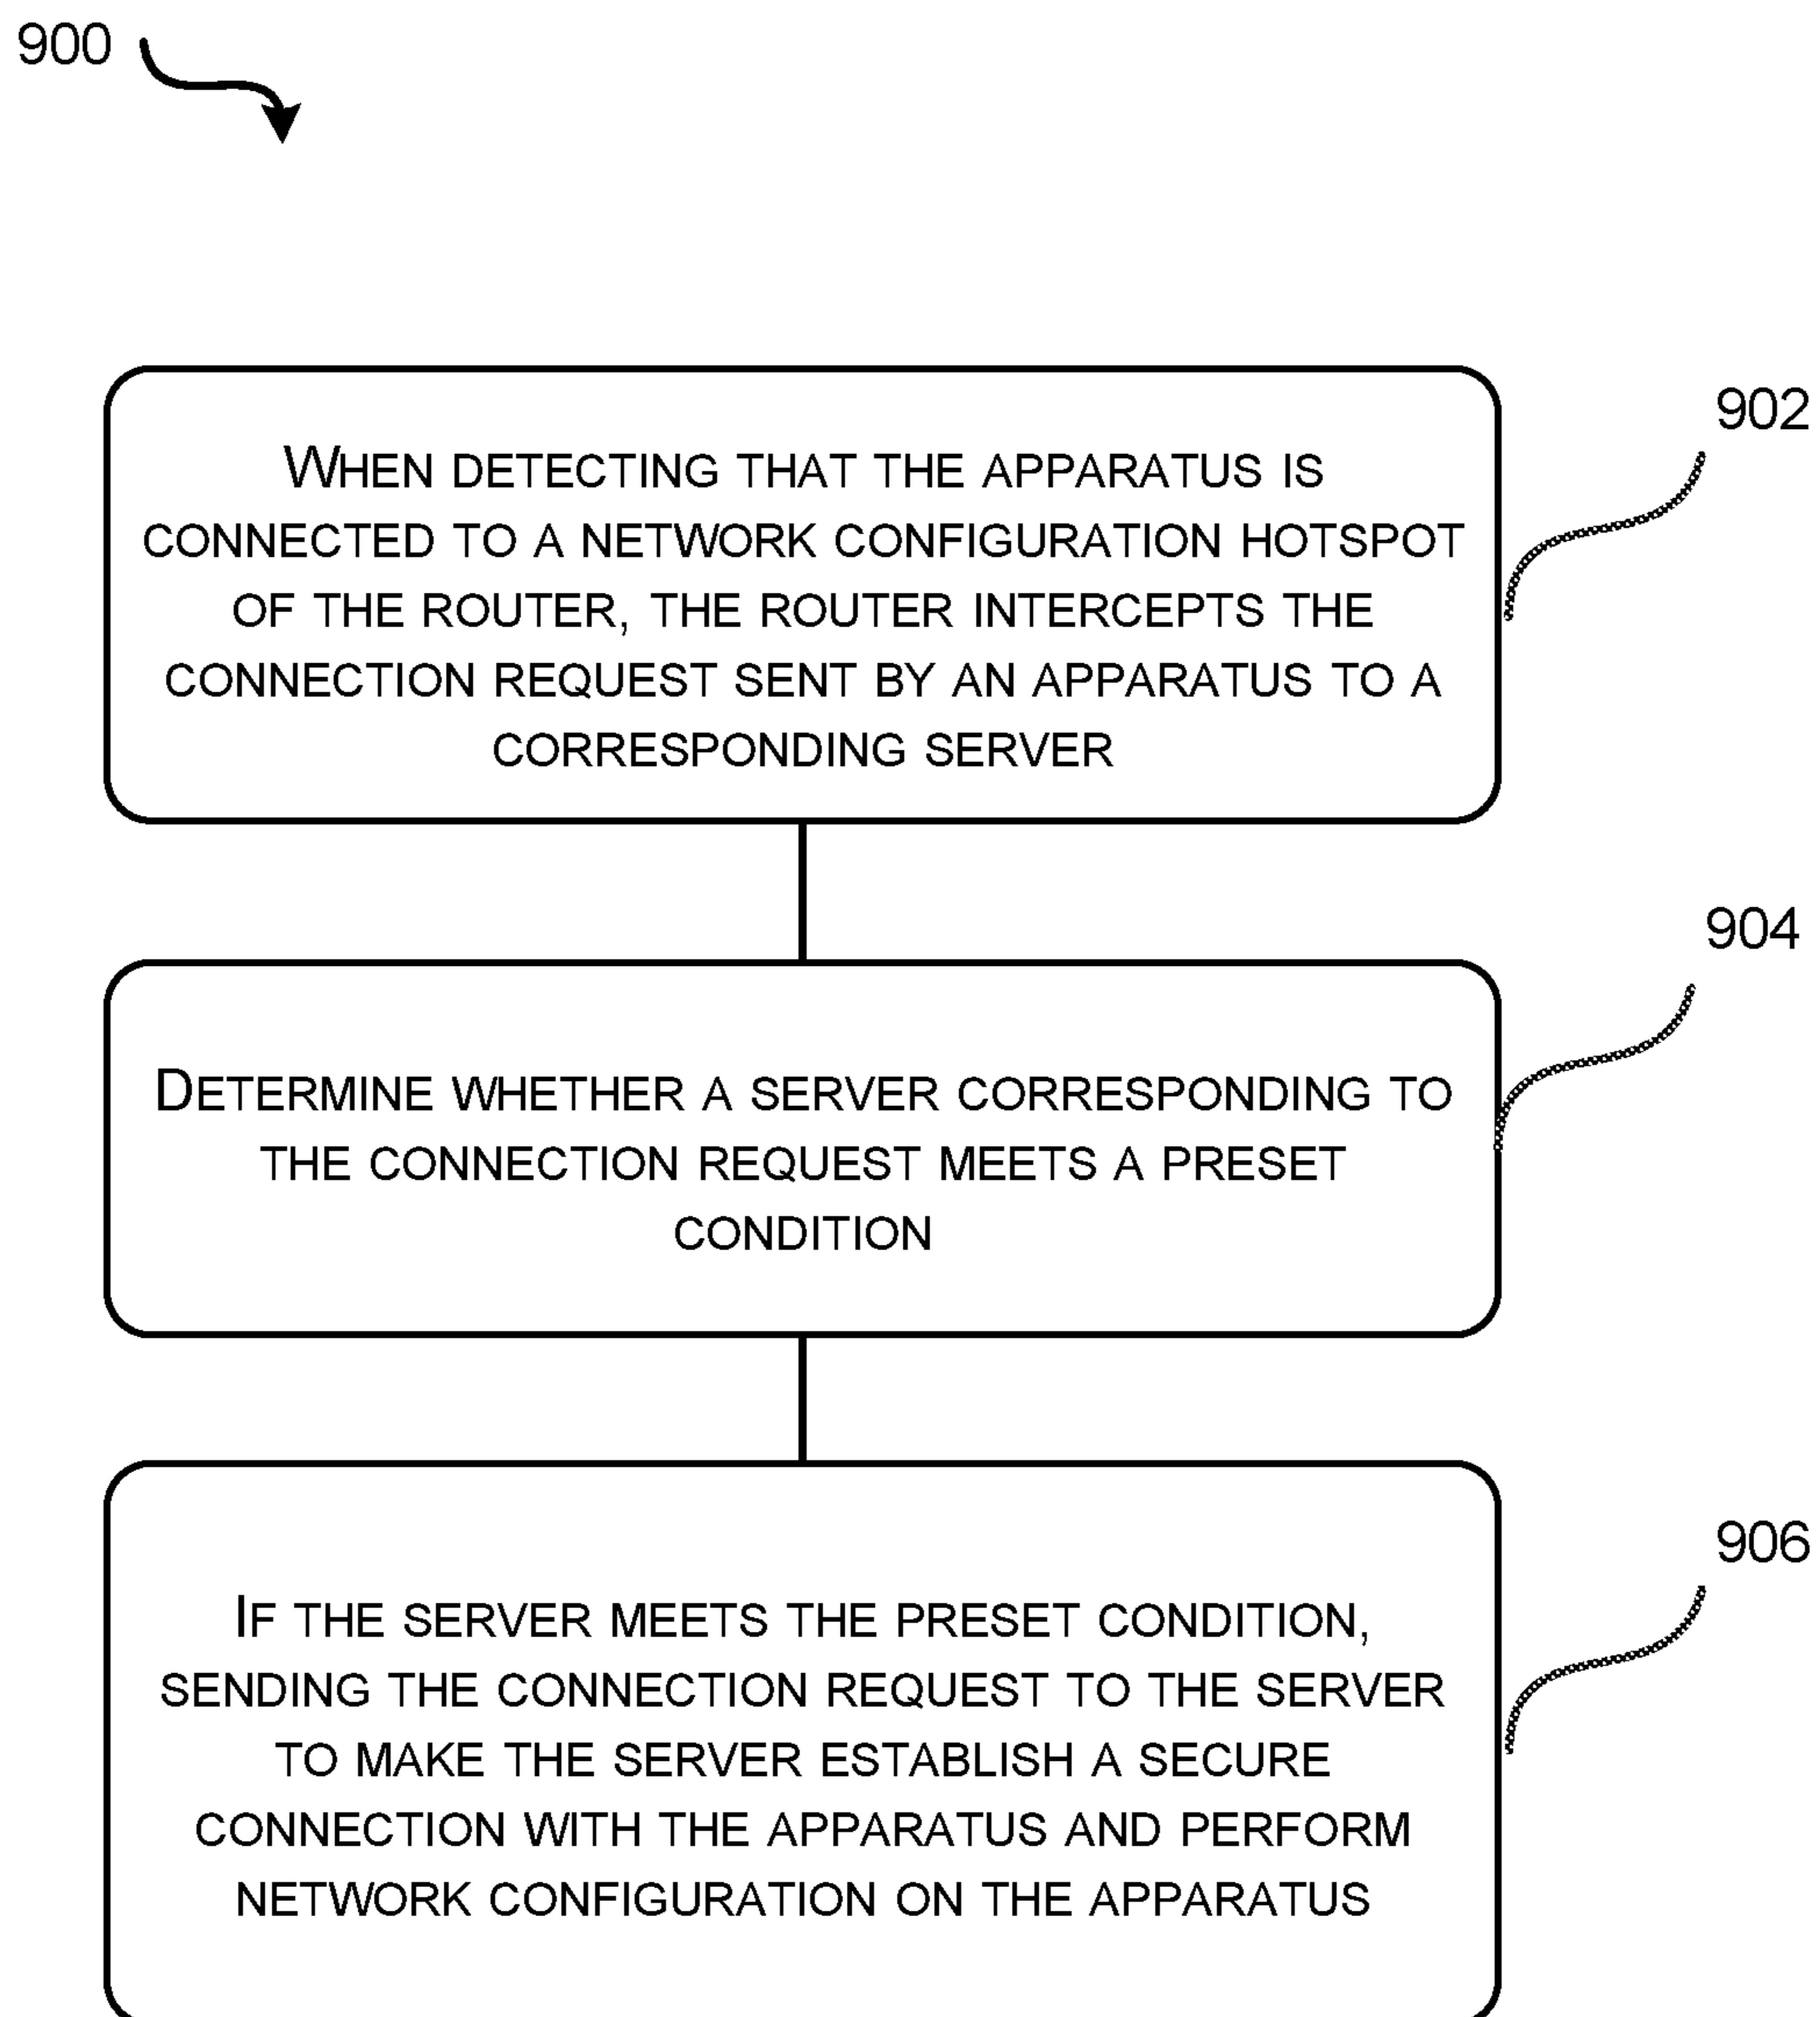 900
902
WHEN DETECTING THAT THE APPARATUS IS
CONNECTED TO A NETWORK CONFIGURATION HOTSPOT
OF THE ROUTER, THE ROUTER INTERCEPTS THE
CONNECTION REQUEST SENT BY AN APPARATUS TO A
CORRESPONDING SERVER
904
DETERMINE WHETHER A SERVER CORRESPONDING TO
THE CONNECTION REQUEST MEETS A PRESET
CONDITION
906
IF THE SERVER MEETS THE PRESET CONDITION,
SENDING THE CONNECTION REQUEST TO THE SERVER
TO MAKE THE SERVER ESTABLISH A SECURE
CONNECTION WITH THE APPARATUS AND PERFORM
NETWORK CONFIGURATION ON THE APPARATUS